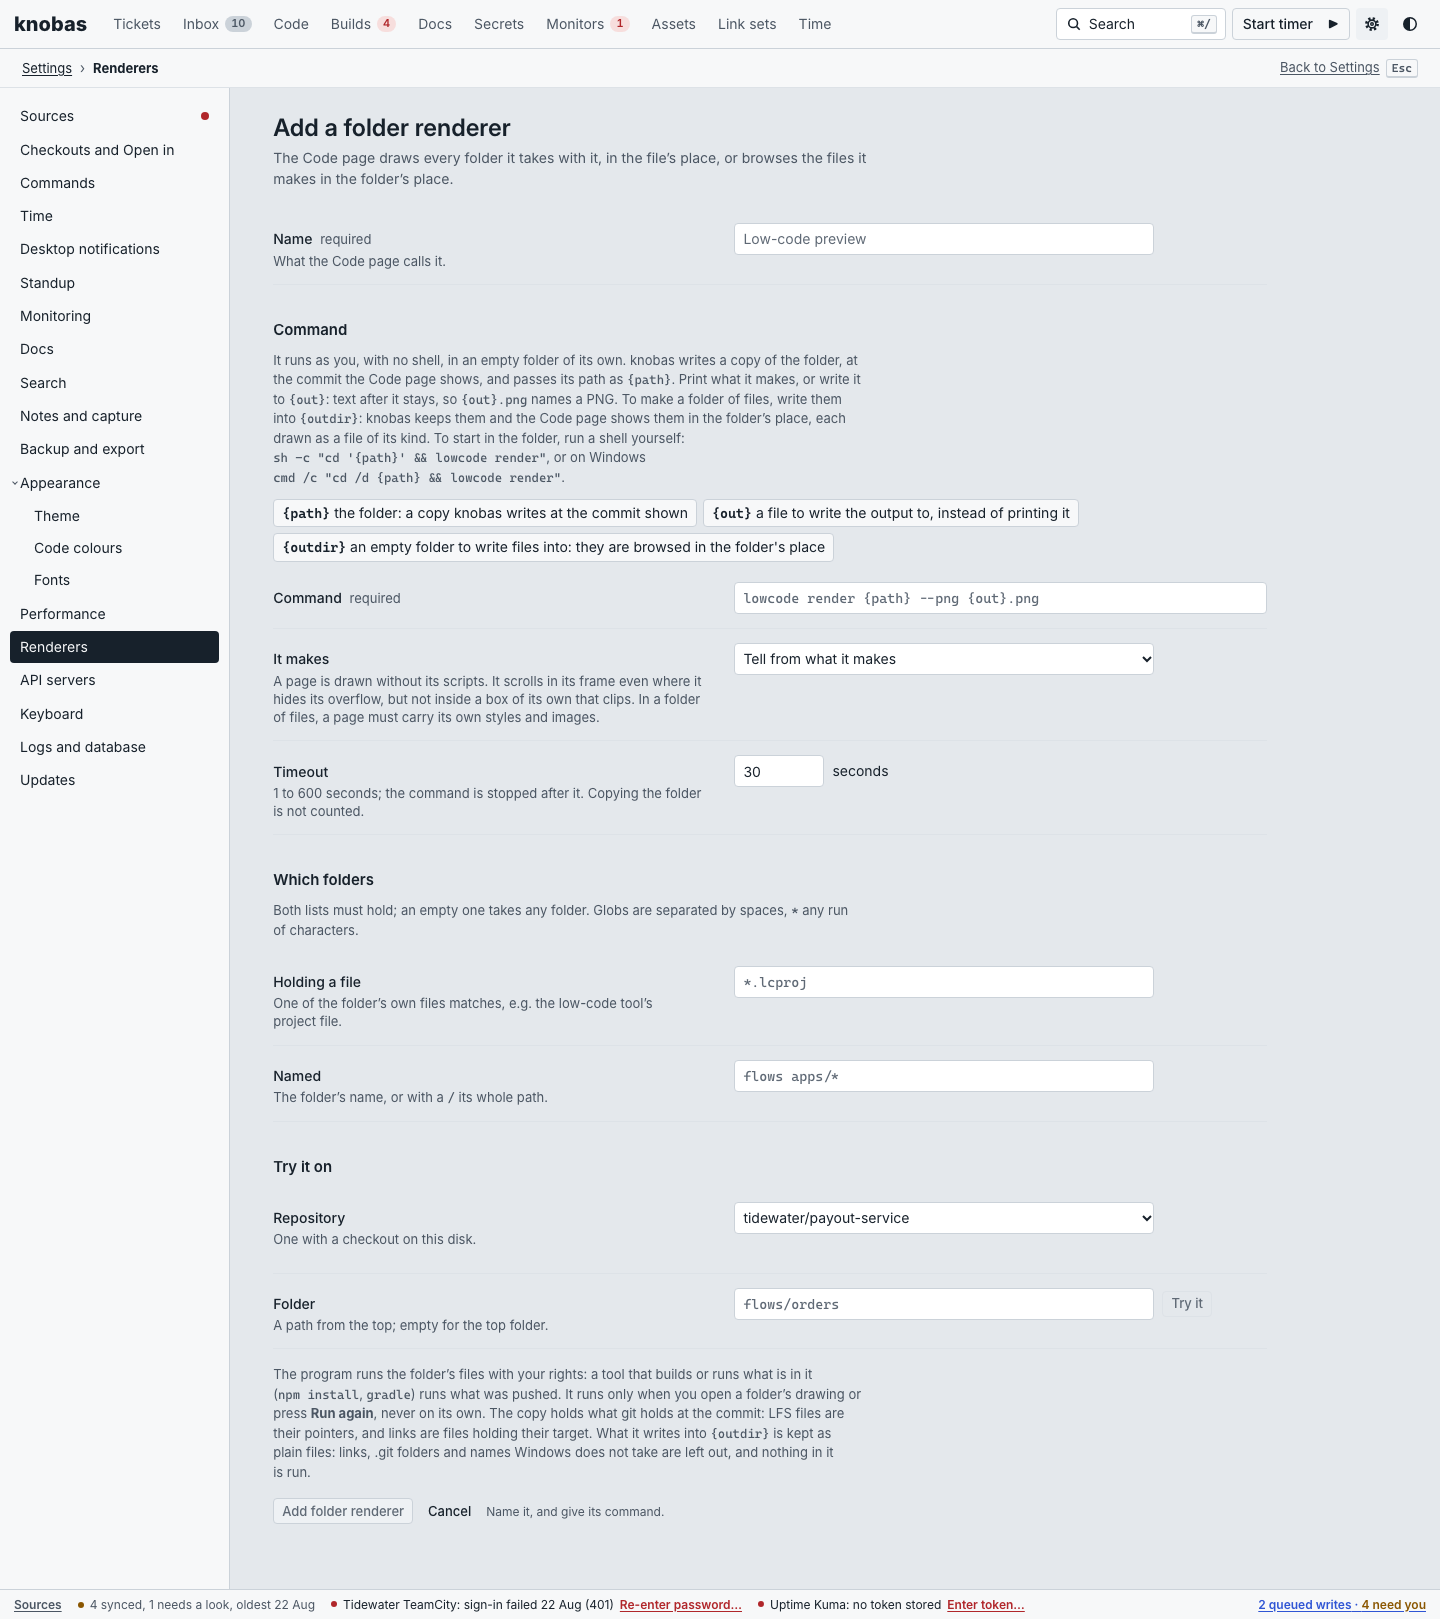 knobas Tickets Inbox 10 Code Builds 4 Docs Secrets Monitors 1 Assets Link sets Time Search ⌘/ Start timer
Settings › Renderers Back to Settings Esc
Sources
Checkouts and Open in
Commands
Time
Desktop notifications
Standup
Monitoring
Docs
Search
Notes and capture
Backup and export
Appearance
Theme
Code colours
Fonts
Performance
Renderers
API servers
Keyboard
Logs and database
Updates
Add a folder renderer
The Code page draws every folder it takes with it, in the file’s place, or browses the files it
makes in the folder’s place.
Name required
Low-code preview
What the Code page calls it.
Command
It runs as you, with no shell, in an empty folder of its own. knobas writes a copy of the folder, at
the commit the Code page shows, and passes its path as {path}. Print what it makes, or write it
to {out}: text after it stays, so {out}.png names a PNG. To make a folder of files, write them
into {outdir}: knobas keeps them and the Code page shows them in the folder’s place, each
drawn as a file of its kind. To start in the folder, run a shell yourself:
sh -c "cd '{path}' && lowcode render", or on Windows
cmd /c "cd /d {path} && lowcode render".
{path} the folder: a copy knobas writes at the commit shown {out} a file to write the output to, instead of printing it
{outdir} an empty folder to write files into: they are browsed in the folder's place
Command required
lowcode render {path} --png {out}.png
It makes
Tell from what it makes
A page is drawn without its scripts. It scrolls in its frame even where it
hides its overflow, but not inside a box of its own that clips. In a folder
of files, a page must carry its own styles and images.
Timeout
30 seconds
1 to 600 seconds; the command is stopped after it. Copying the folder
is not counted.
Which folders
Both lists must hold; an empty one takes any folder. Globs are separated by spaces, * any run
of characters.
Holding a file
*.lcproj
One of the folder’s own files matches, e.g. the low-code tool’s
project file.
Named
flows apps/*
The folder’s name, or with a / its whole path.
Try it on
Repository
tidewater/payout-service
One with a checkout on this disk.
Folder
flows/orders Try it
A path from the top; empty for the top folder.
The program runs the folder’s files with your rights: a tool that builds or runs what is in it
(npm install, gradle) runs what was pushed. It runs only when you open a folder’s drawing or
press Run again, never on its own. The copy holds what git holds at the commit: LFS files are
their pointers, and links are files holding their target. What it writes into {outdir} is kept as
plain files: links, .git folders and names Windows does not take are left out, and nothing in it
is run.
Add folder renderer Cancel Name it, and give its command.
Sources 4 synced, 1 needs a look, oldest 22 Aug Tidewater TeamCity: sign-in failed 22 Aug (401) Re-enter password… Uptime Kuma: no token stored Enter token… 2 queued writes · 4 need you